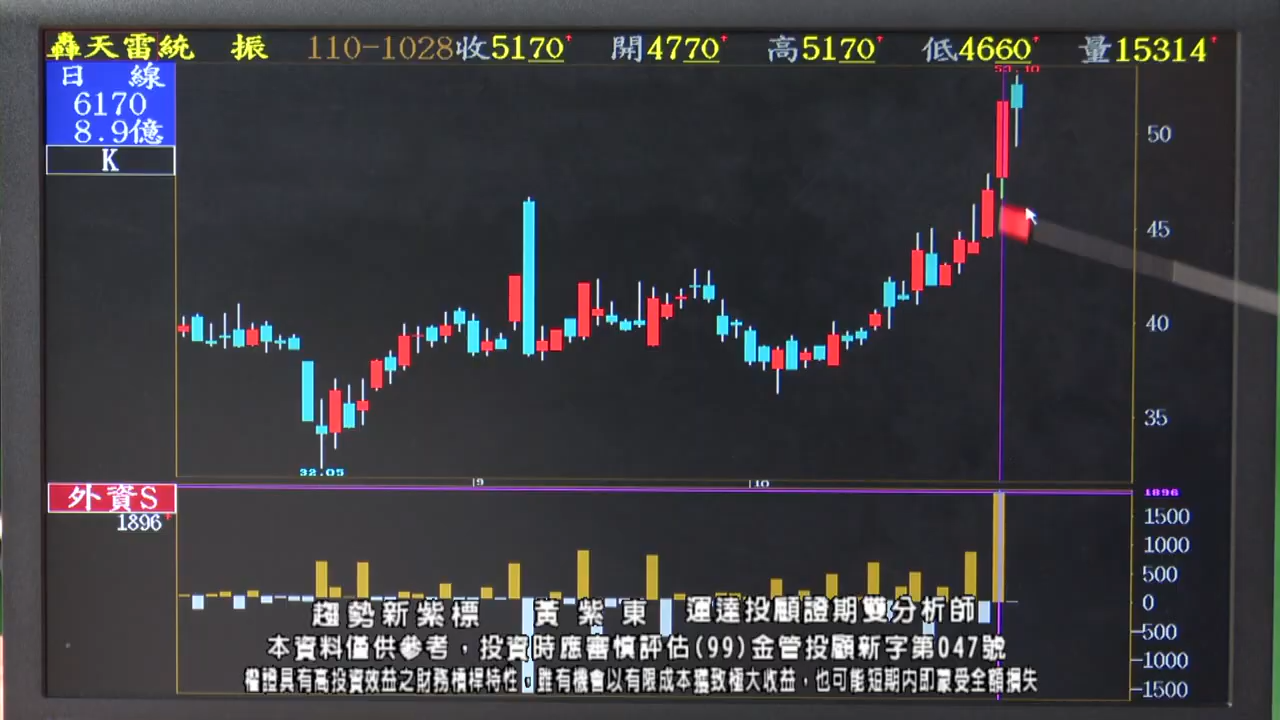 轟天雷統 振 110-1028收5170↑ 開4770↑ 高5170↑ 低4660↑ 量15314↑
日 線
6170
8.9億
K
53.10
50
45
40
35
32.05
9 10
外資S
1896↑
1896
1500
1000
500
0
-500
-1000
-1500
趨勢新紫標 黃紫東 運達投顧證期雙分析師
本資料僅供參考，投資時應審慎評估(99)金管投顧新字第047號
權證具有高投資效益之財務槓桿特性，雖有機會以有限成本獲致極大收益，也可能短期內即蒙受全額損失